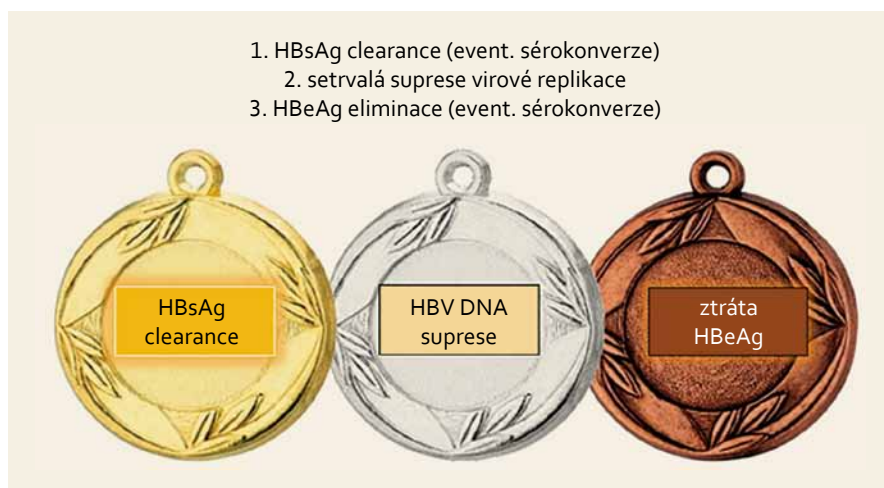 1. HBsAg clearance (event. sérokonverze)
2. setrvalá suprese virové replikace
3. HBeAg eliminace (event. sérokonverze)
HBsAg
clearance
HBV DNA
suprese
ztráta
HBeAg